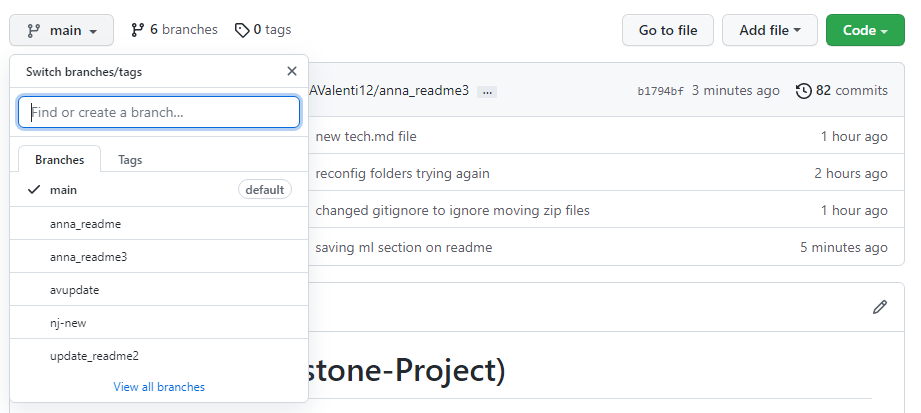 main 6 branches 0 tags Go to file Add file Code
Switch branches/tags
Find or create a branch...
Branches Tags
main default
anna_readme
anna_readme3
avupdate
nj-new
update_readme2
View all branches
AValenti12/anna_readme3 ... b1794bf 3 minutes ago 82 commits
new tech.md file 1 hour ago
reconfig folders trying again 2 hours ago
changed gitignore to ignore moving zip files 1 hour ago
saving ml section on readme 5 minutes ago
stone-Project)